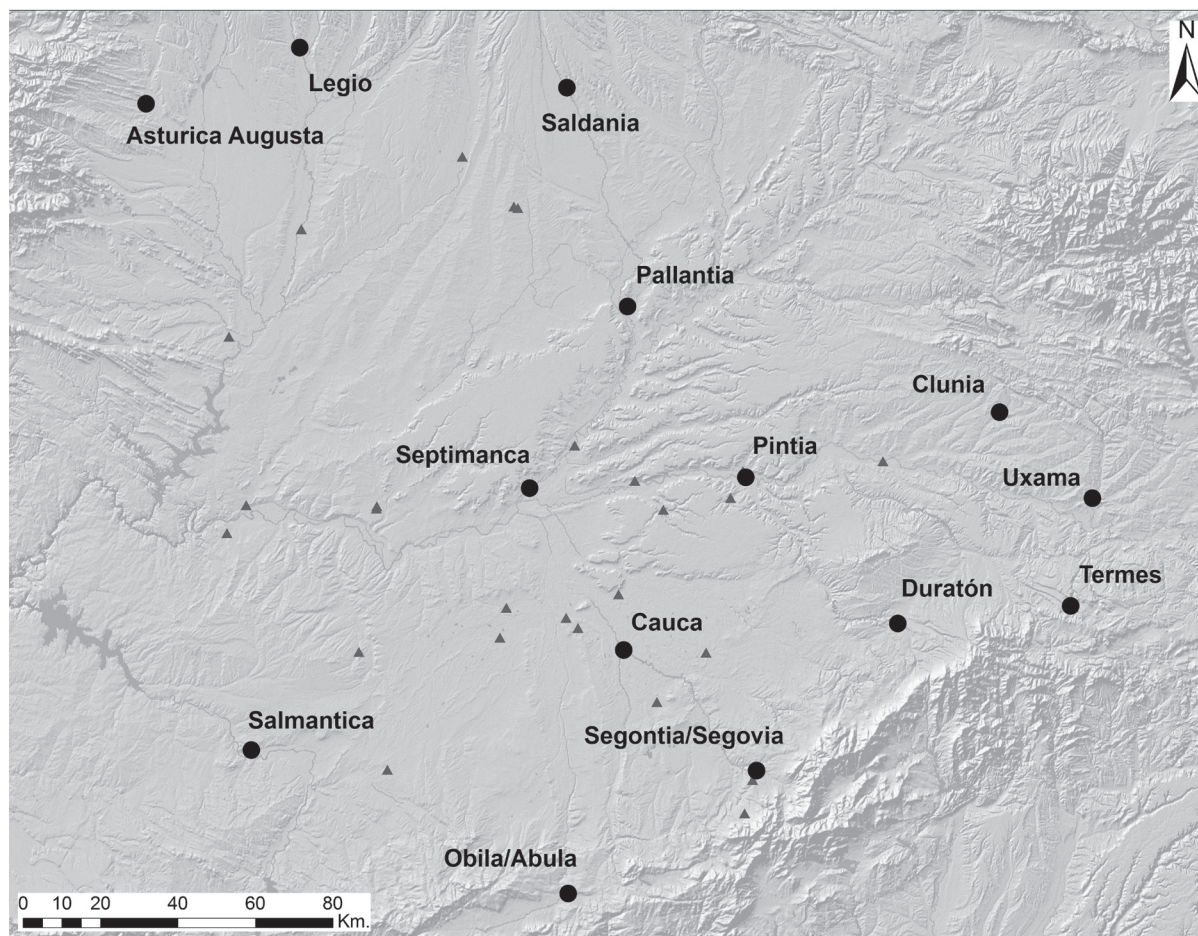 N
Legio
Asturica Augusta
Saldania
Pallantia
Clunia
Septimanca
Pintia
Uxama
Termes
Duratón
Cauca
Salmantica
Segontia/Segovia
Obila/Abula
0 10 20 40 60 80
Km.